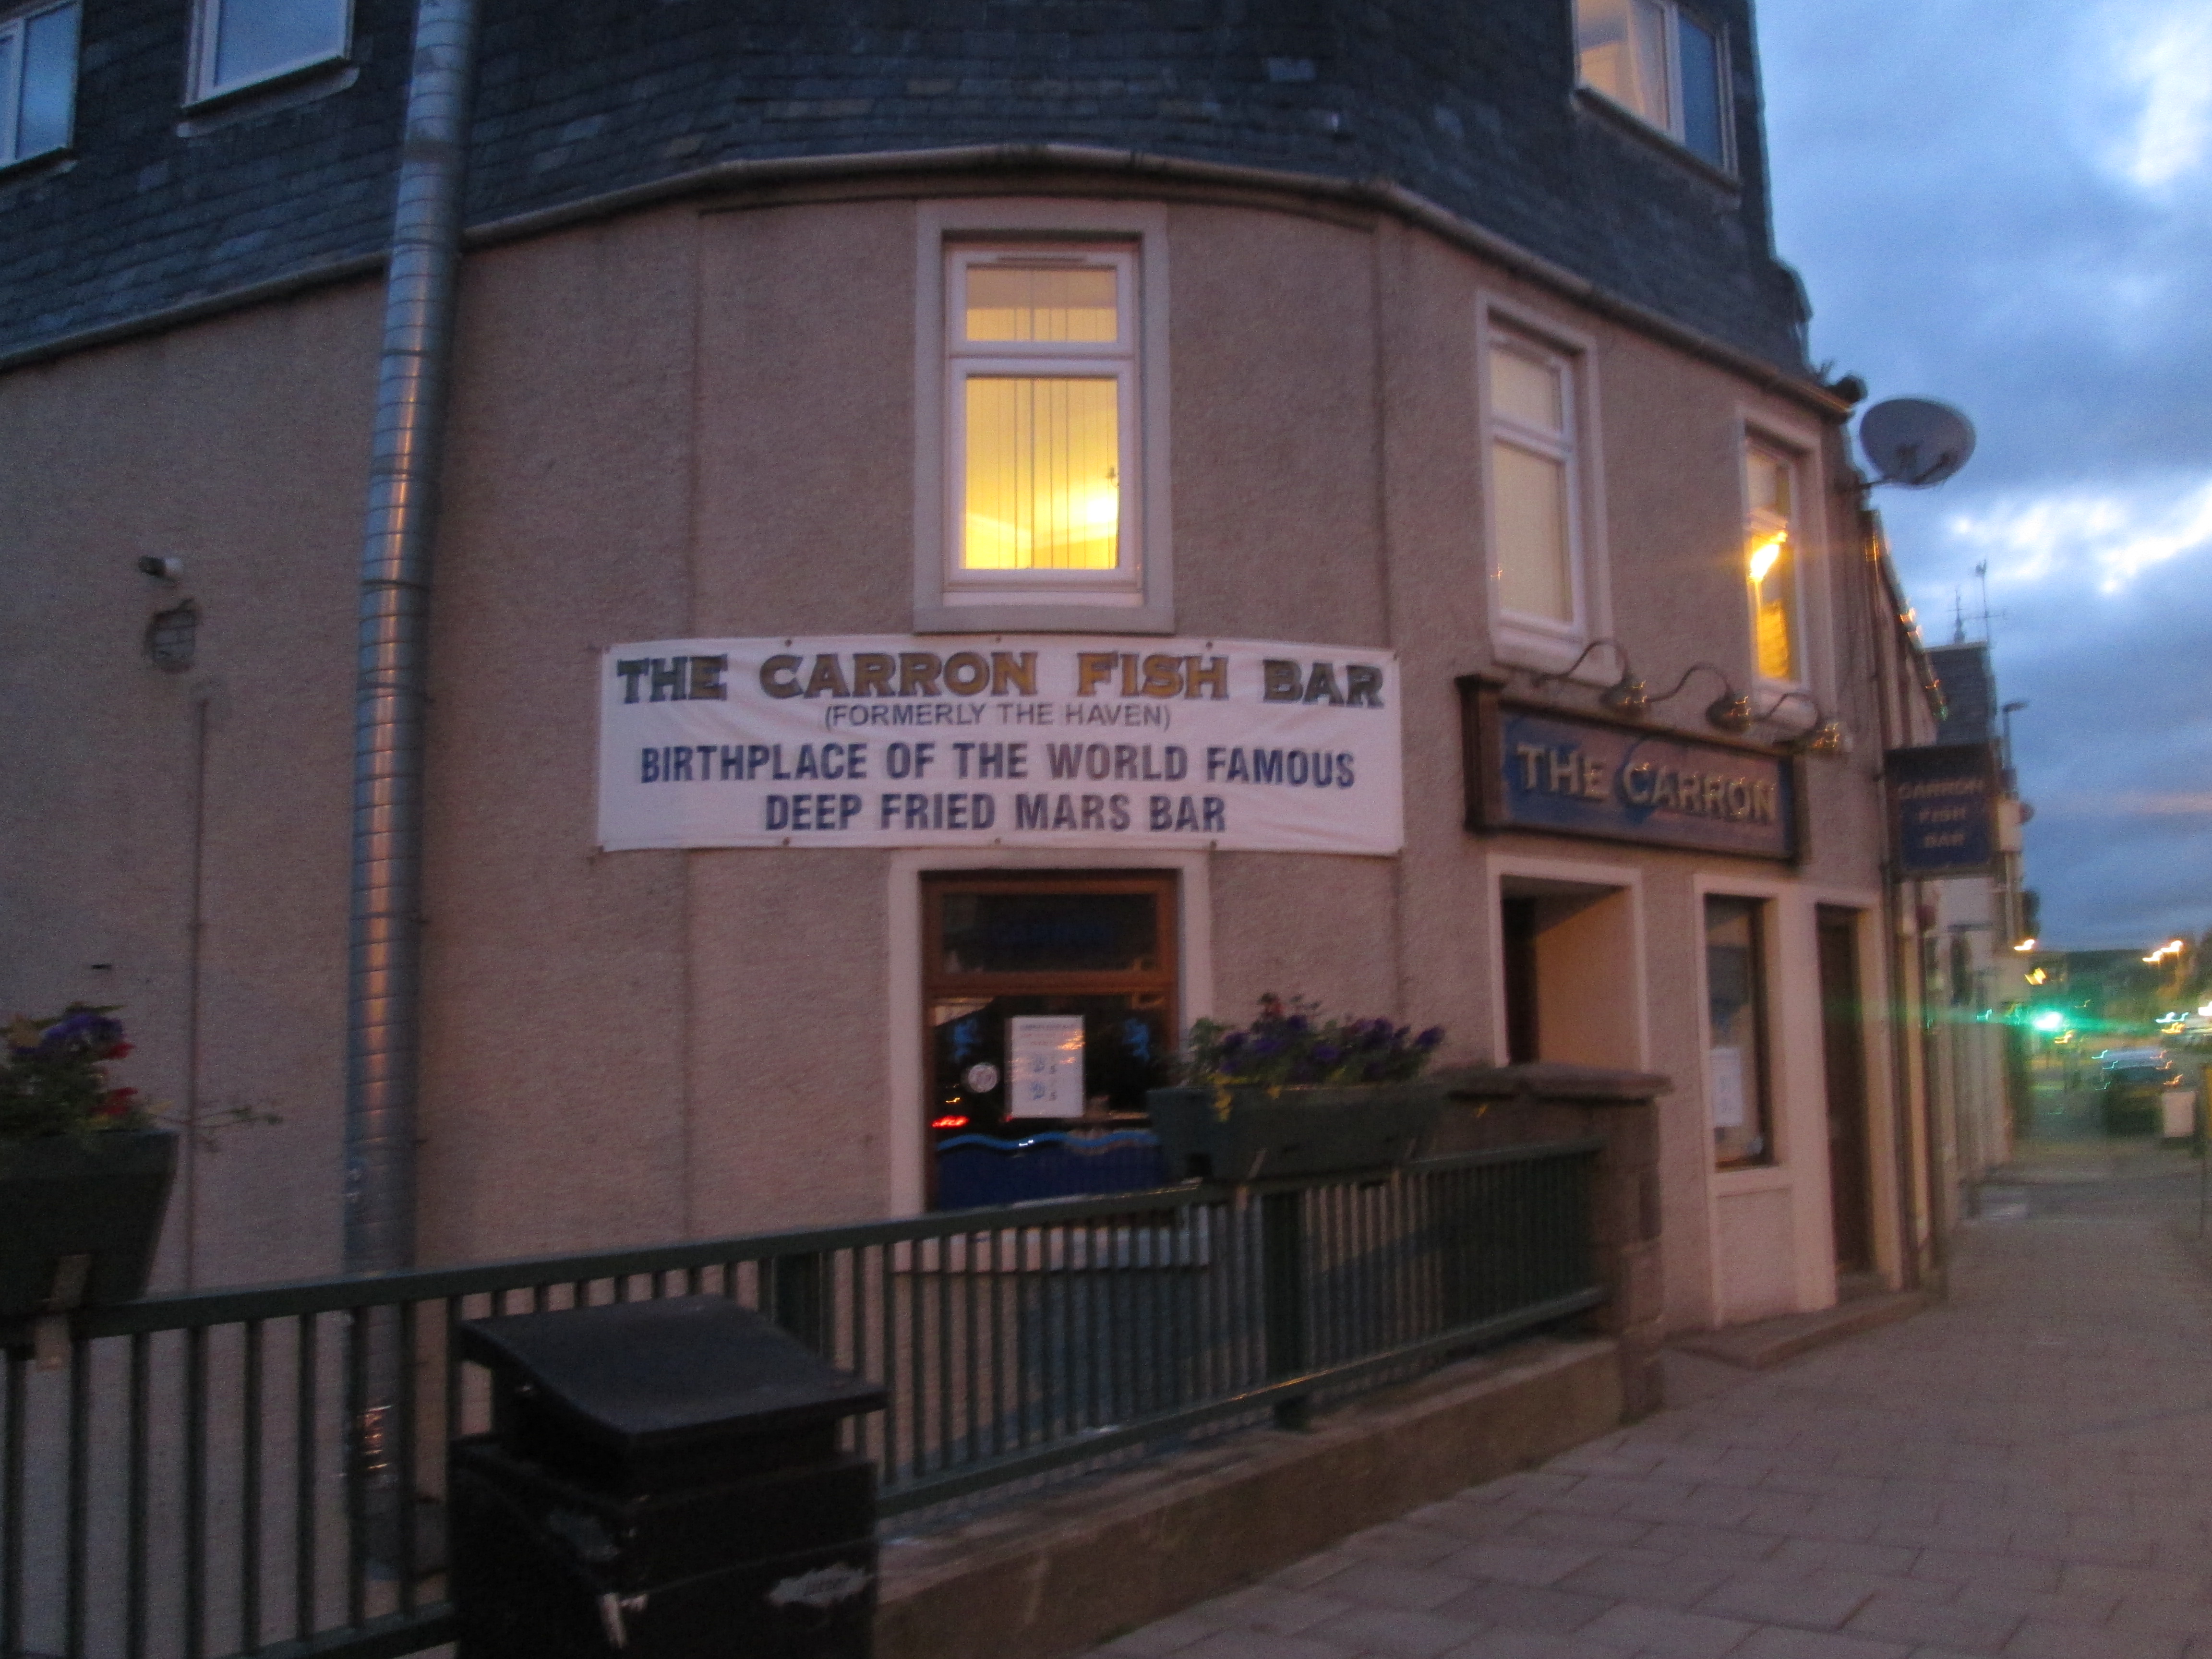 THE CARRON FISH BAR
(FORMERLY THE HAVEN)
BIRTHPLACE OF THE WORLD FAMOUS
DEEP FRIED MARS BAR
THE CARRON
CARRON
FISH
BAR